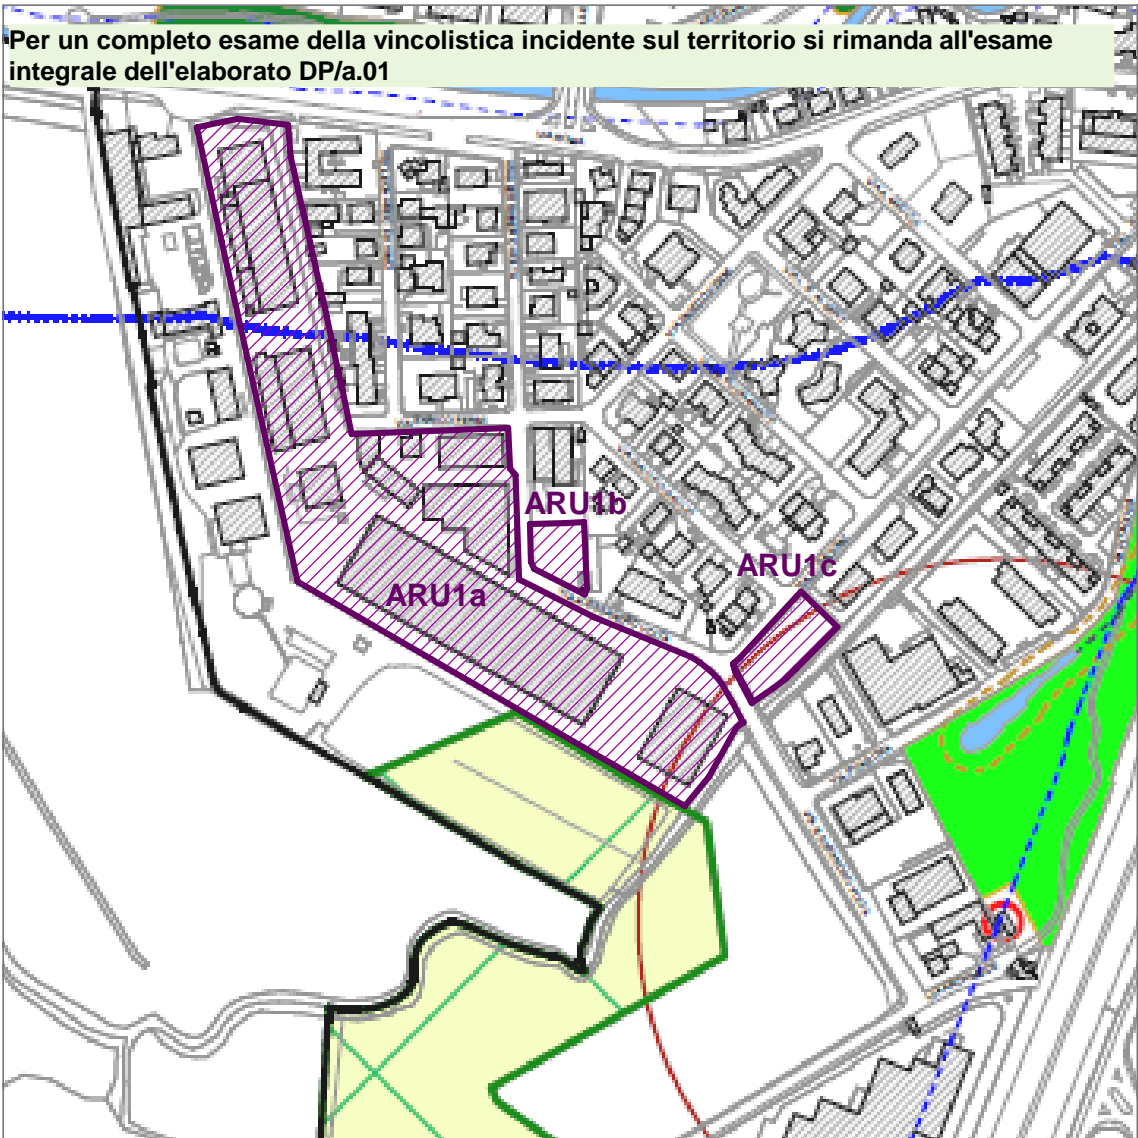 Per un completo esame della vincolistica incidente sul territorio si rimanda all'esame
integrale dell'elaborato DP/a.01
ARU1b
ARU1c
ARU1a